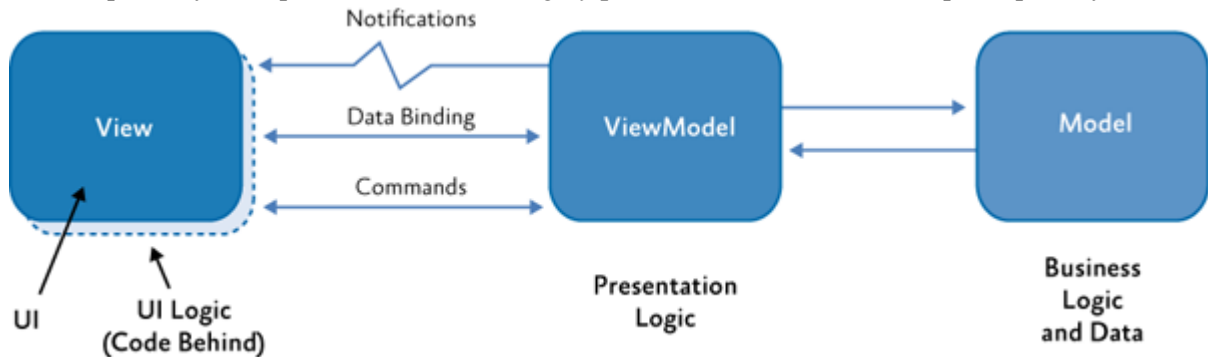 Notifications
View
Data Binding
ViewModel
Model
Commands
UI
UI Logic
(Code Behind)
Presentation
Logic
Business
Logic
and Data